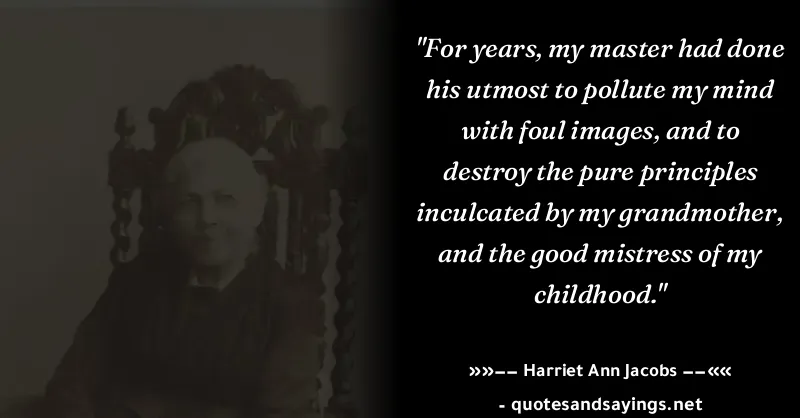 "For years, my master had done
his utmost to pollute my mind
with foul images, and to
destroy the pure principles
inculcated by my grandmother,
and the good mistress of my
childhood."
»»–– Harriet Ann Jacobs ––««
- quotesandsayings.net